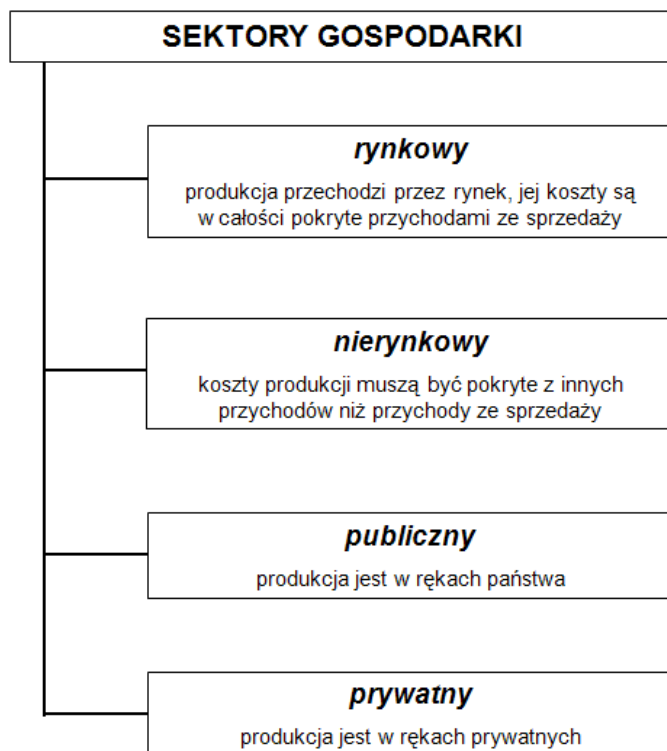 SEKTORY GOSPODARKI
rynkowy
produkcja przechodzi przez rynek, jej koszty są
w całości pokryte przychodami ze sprzedaży
nierynkowy
koszty produkcji muszą być pokryte z innych
przychodów niż przychody ze sprzedaży
publiczny
produkcja jest w rękach państwa
prywatny
produkcja jest w rękach prywatnych